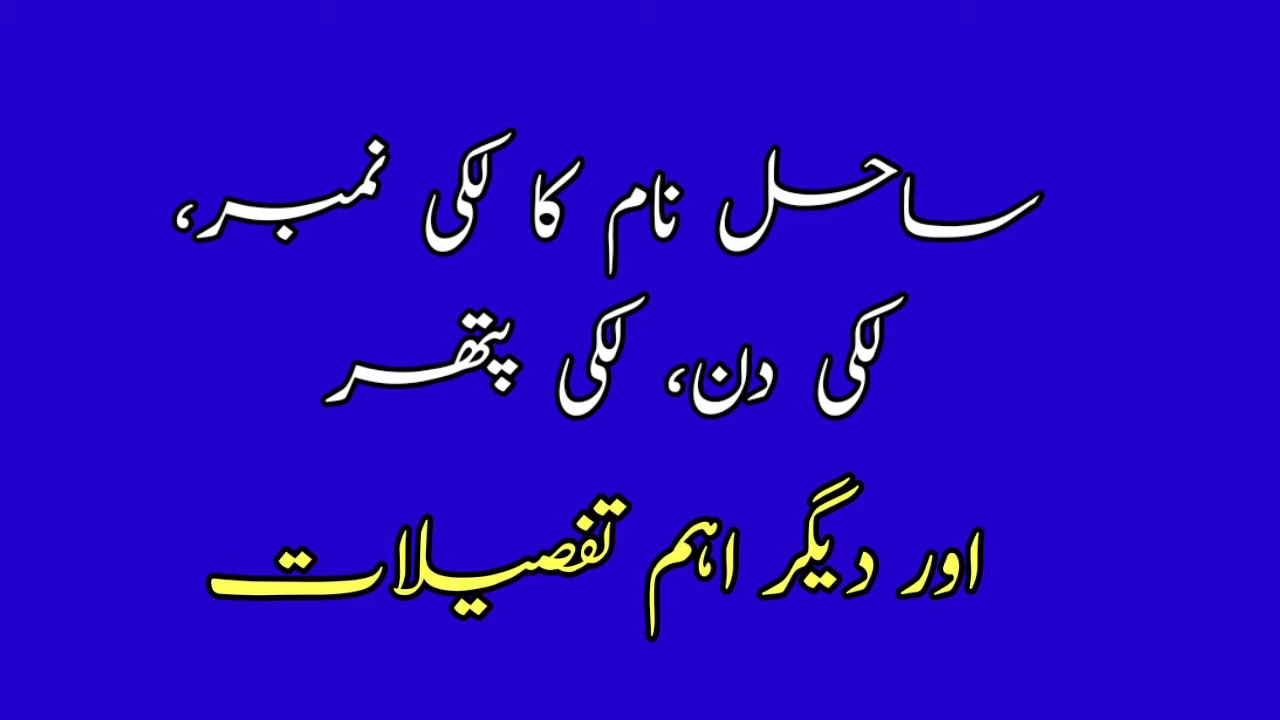 ساحل نام کا لکی نمبر،
لکی دن، لکی پتھر
اور دیگر اہم تفصیلات